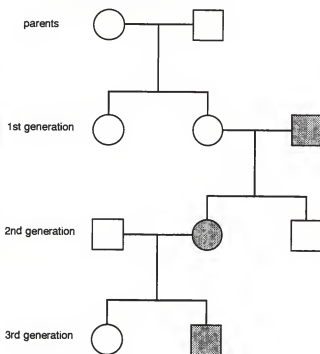 parents
1st generation
2nd generation
3rd generation